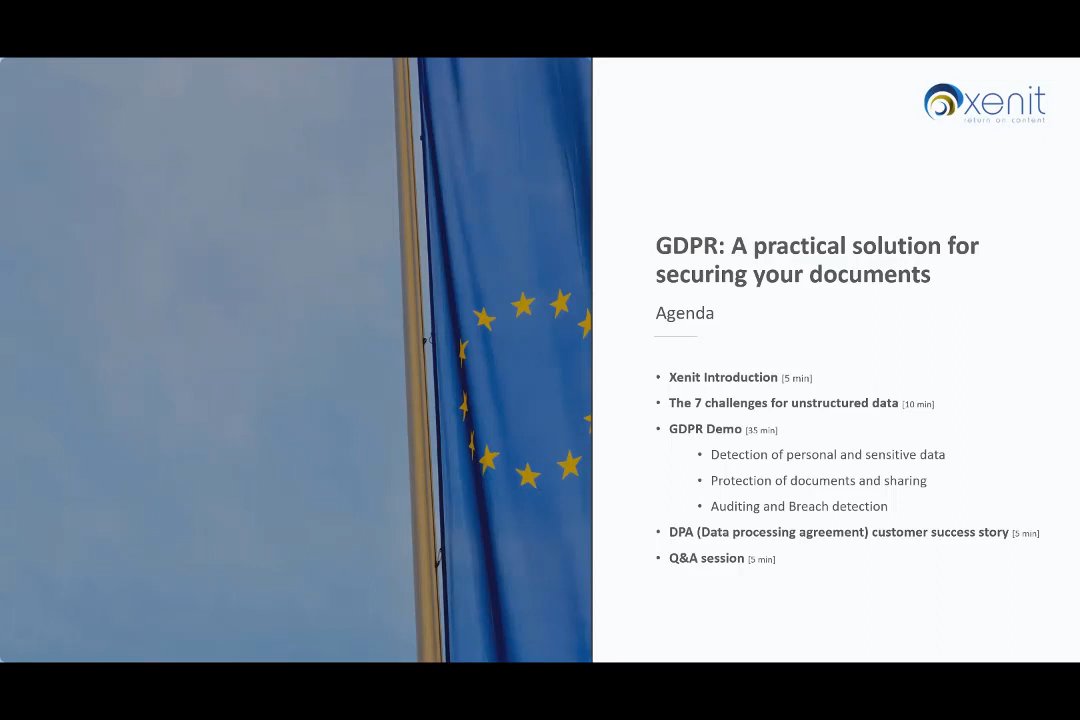 xenit
return on content
GDPR: A practical solution for
securing your documents
Agenda
• Xenit Introduction [5 min]
• The 7 challenges for unstructured data [10 min]
• GDPR Demo [35 min]
• Detection of personal and sensitive data
• Protection of documents and sharing
• Auditing and Breach detection
• DPA (Data processing agreement) customer success story [5 min]
• Q&A session [5 min]